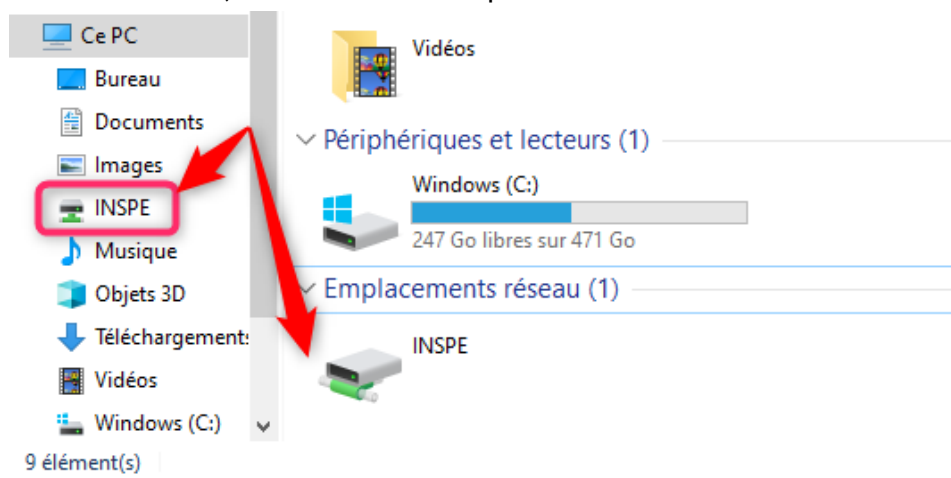 Ce PC
Bureau
Documents
Images
INSPE
Musique
Objets 3D
Téléchargements
Vidéos
Windows (C:)
9 élément(s)
Vidéos
Périphériques et lecteurs (1)
Windows (C:)
247 Go libres sur 471 Go
Emplacements réseau (1)
INSPE